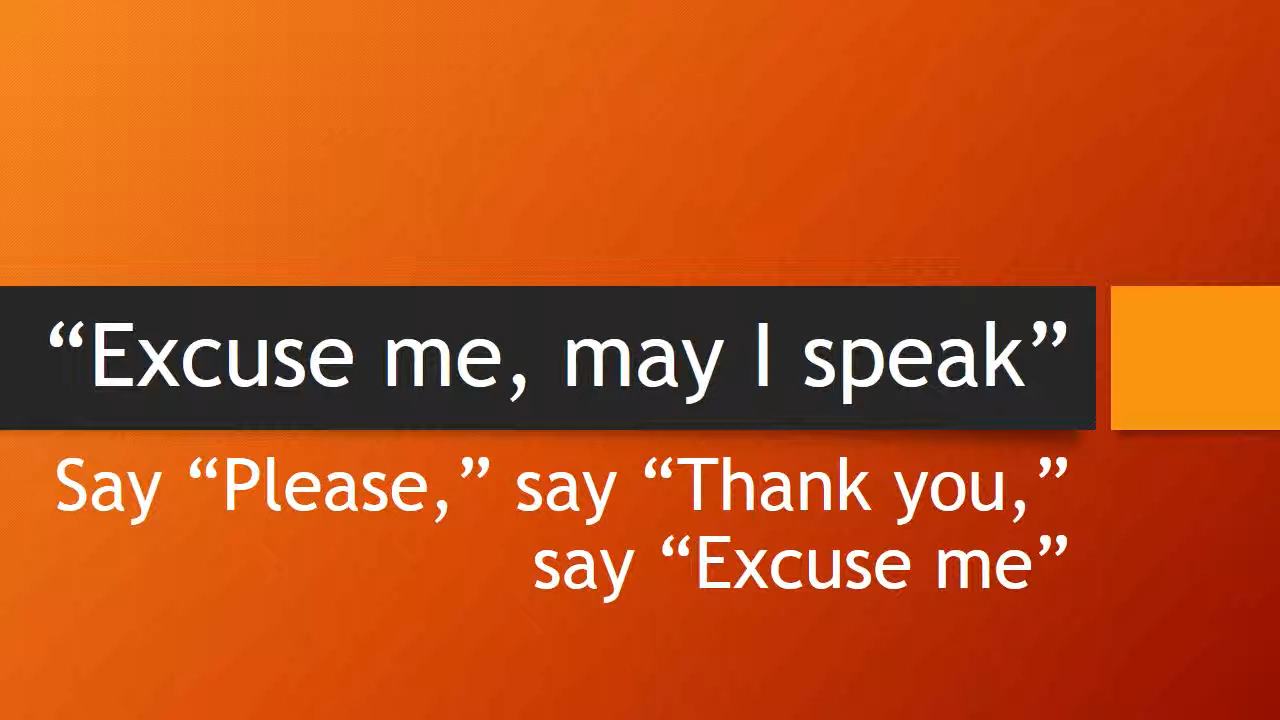 “Excuse me, may I speak”
Say “Please,” say “Thank you,”
say “Excuse me”